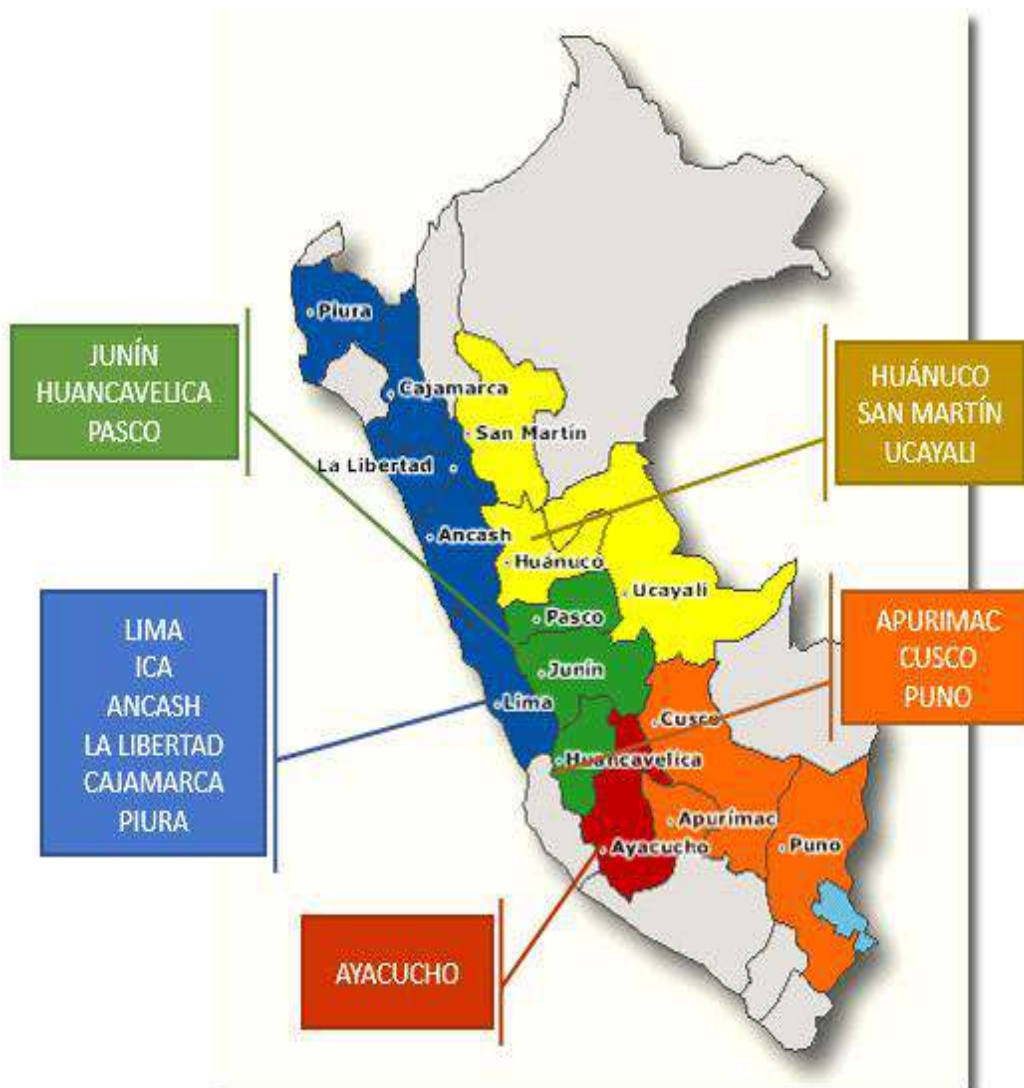 JUNÍN
HUANCAVELICA
PASCO
HUÁNUCO
SAN MARTÍN
UCAYALI
LIMA
ICA
ANCASH
LA LIBERTAD
CAJAMARCA
PIURA
APURIMAC
CUSCO
PUNO
AYACUCHO
Piura
Cajamarca
San Martín
La Libertad
Ancash
Huánuco
Ucayali
Pasco
Junín
Lima
Cusco
Huancavelica
Apurímac
Ayacucho
Puno